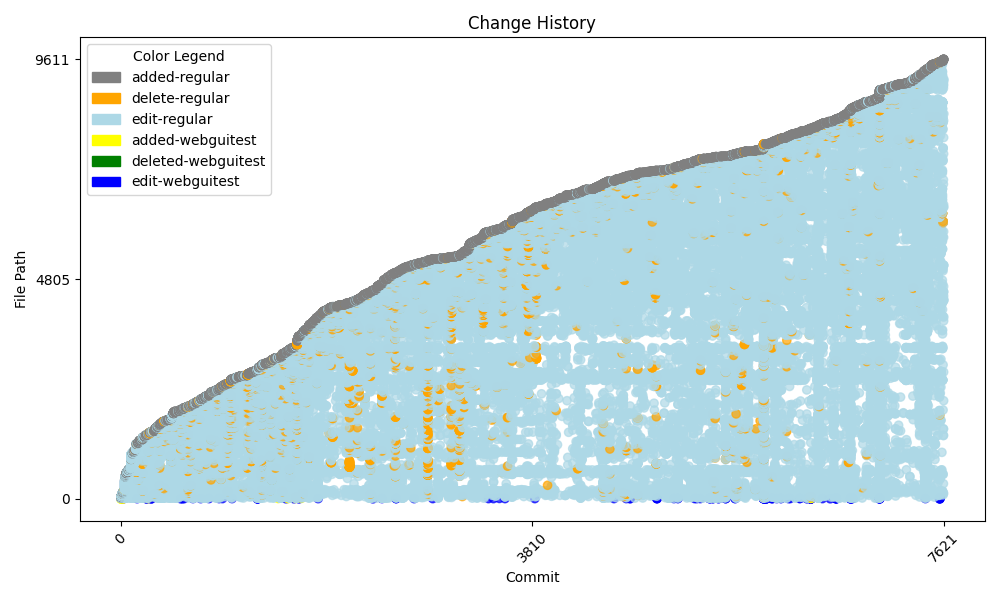 Change History
Color Legend
added-regular
delete-regular
edit-regular
added-webguitest
deleted-webguitest
edit-webguitest
File Path
9611
4805
0
0
3810
7621
Commit